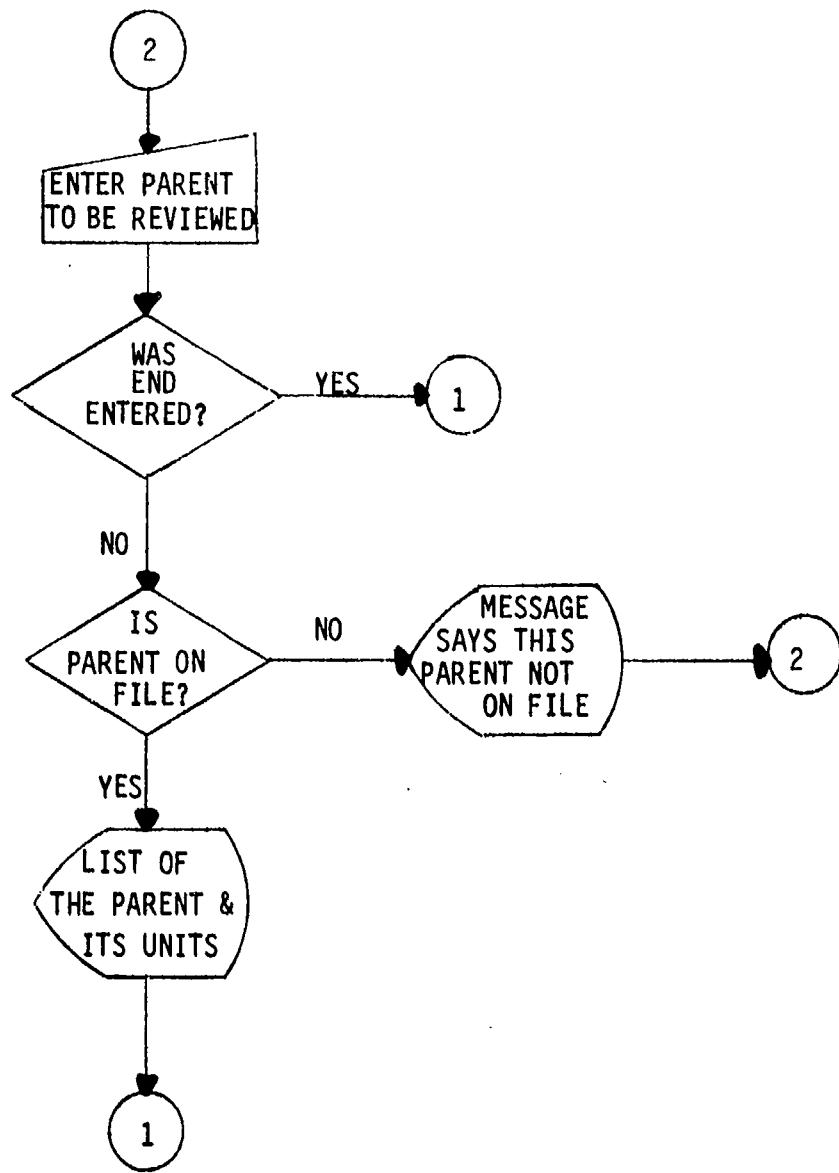 2
ENTER PARENT
TO BE REVIEWED
WAS
END
ENTERED?
YES
1
NO
IS
PARENT ON
FILE?
NO
MESSAGE
SAYS THIS
PARENT NOT
ON FILE
2
YES
LIST OF
THE PARENT &
ITS UNITS
1